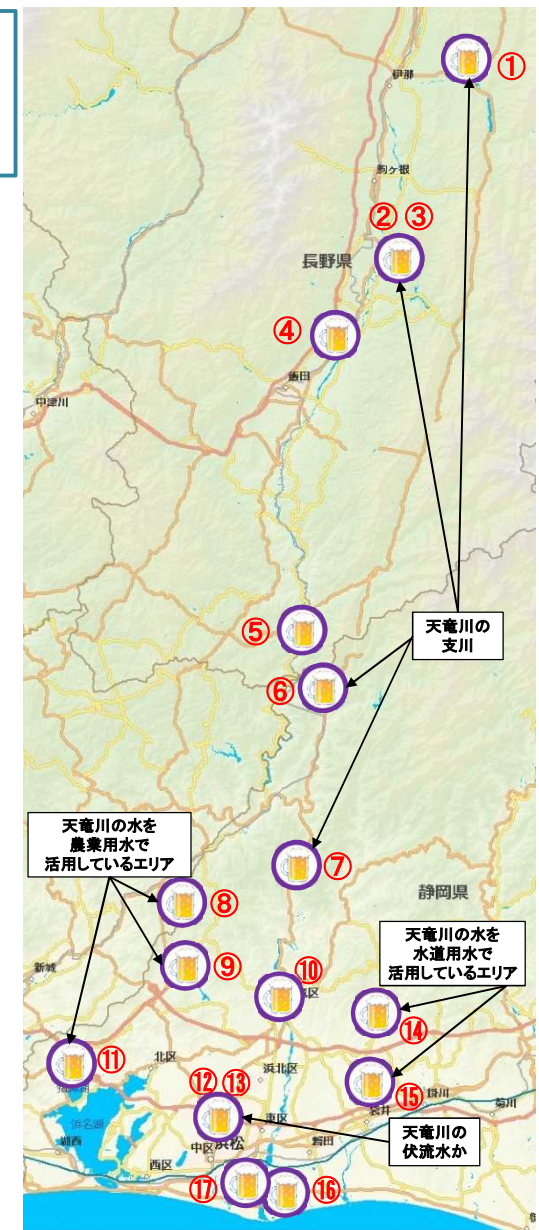 ①
伊那
駒ヶ根
② ③
長野県
④
飯田
中津川
⑤
天竜川の
支川
⑥
天竜川の水を
農業用水で
活用しているエリア
⑦
静岡県
⑧
天竜川の水を
水道用水で
活用しているエリア
⑨
新城
⑩
区
⑭
⑪
北区
浜北区
⑫ ⑬
⑮
掛川
菊川
袋井
浜名湖
東区
中区
浜松
磐田
天竜川の
伏流水か
湖西
西区
⑰
⑯